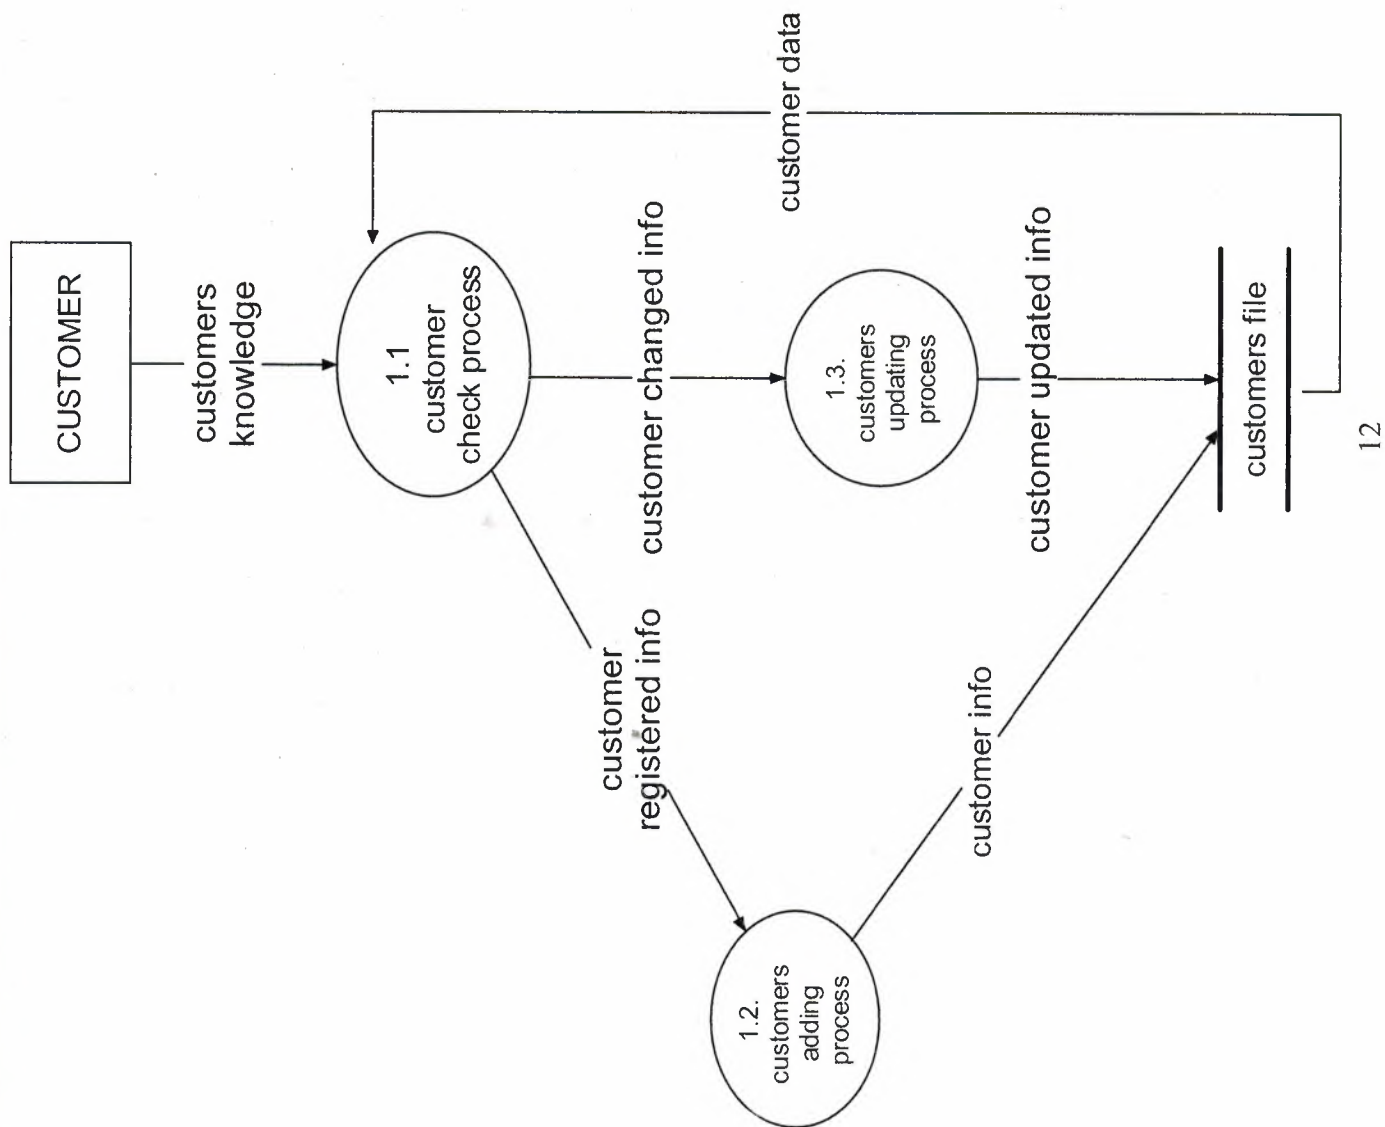 CUSTOMER
customers
knowledge
1.1
customer
check process
customer data
customer changed info
customer
registered info
1.3.
customers
updating
process
1.2.
customers
adding
process
customer updated info
customer info
customers file
12